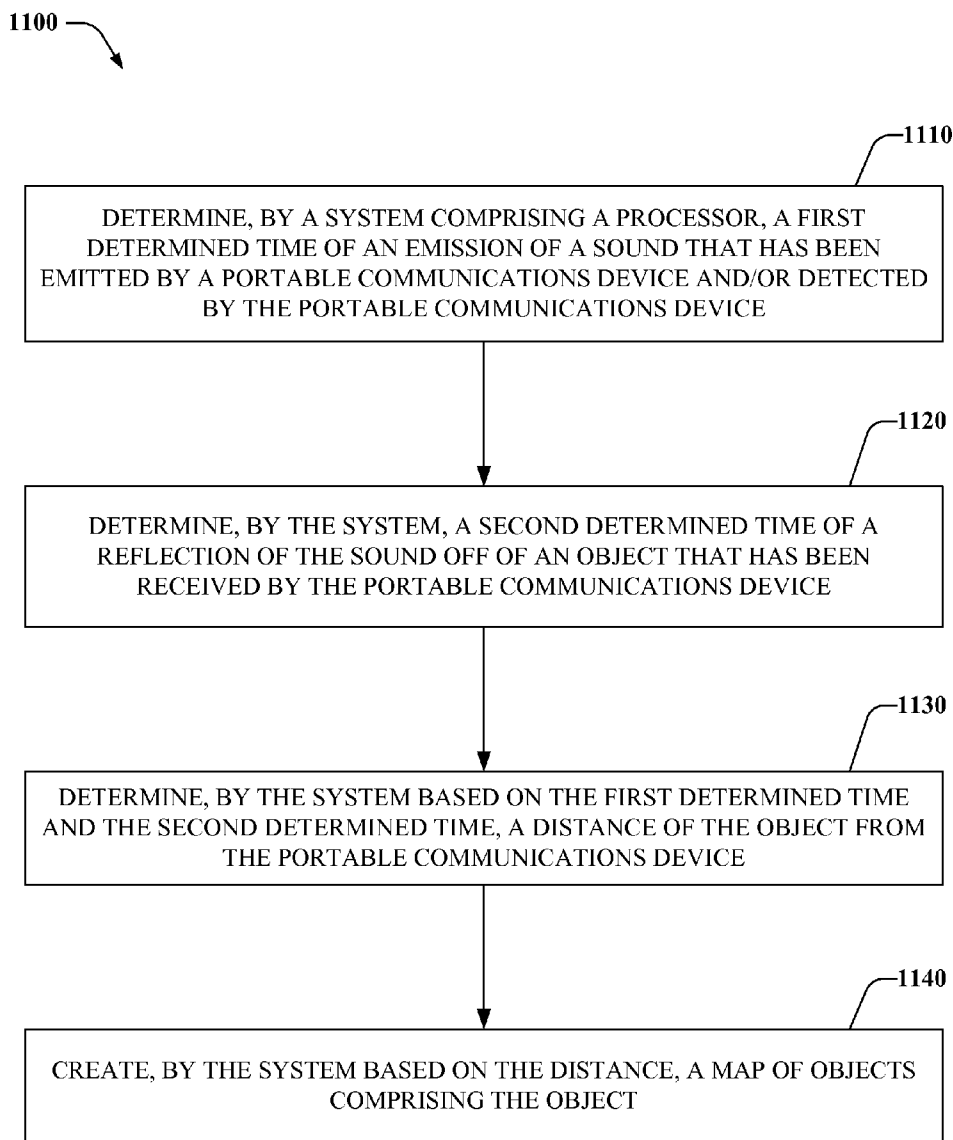 1100
1110
DETERMINE, BY A SYSTEM COMPRISING A PROCESSOR, A FIRST
DETERMINED TIME OF AN EMISSION OF A SOUND THAT HAS BEEN
EMITTED BY A PORTABLE COMMUNICATIONS DEVICE AND/OR DETECTED
BY THE PORTABLE COMMUNICATIONS DEVICE
1120
DETERMINE, BY THE SYSTEM, A SECOND DETERMINED TIME OF A
REFLECTION OF THE SOUND OFF OF AN OBJECT THAT HAS BEEN
RECEIVED BY THE PORTABLE COMMUNICATIONS DEVICE
1130
DETERMINE, BY THE SYSTEM BASED ON THE FIRST DETERMINED TIME
AND THE SECOND DETERMINED TIME, A DISTANCE OF THE OBJECT FROM
THE PORTABLE COMMUNICATIONS DEVICE
1140
CREATE, BY THE SYSTEM BASED ON THE DISTANCE, A MAP OF OBJECTS
COMPRISING THE OBJECT